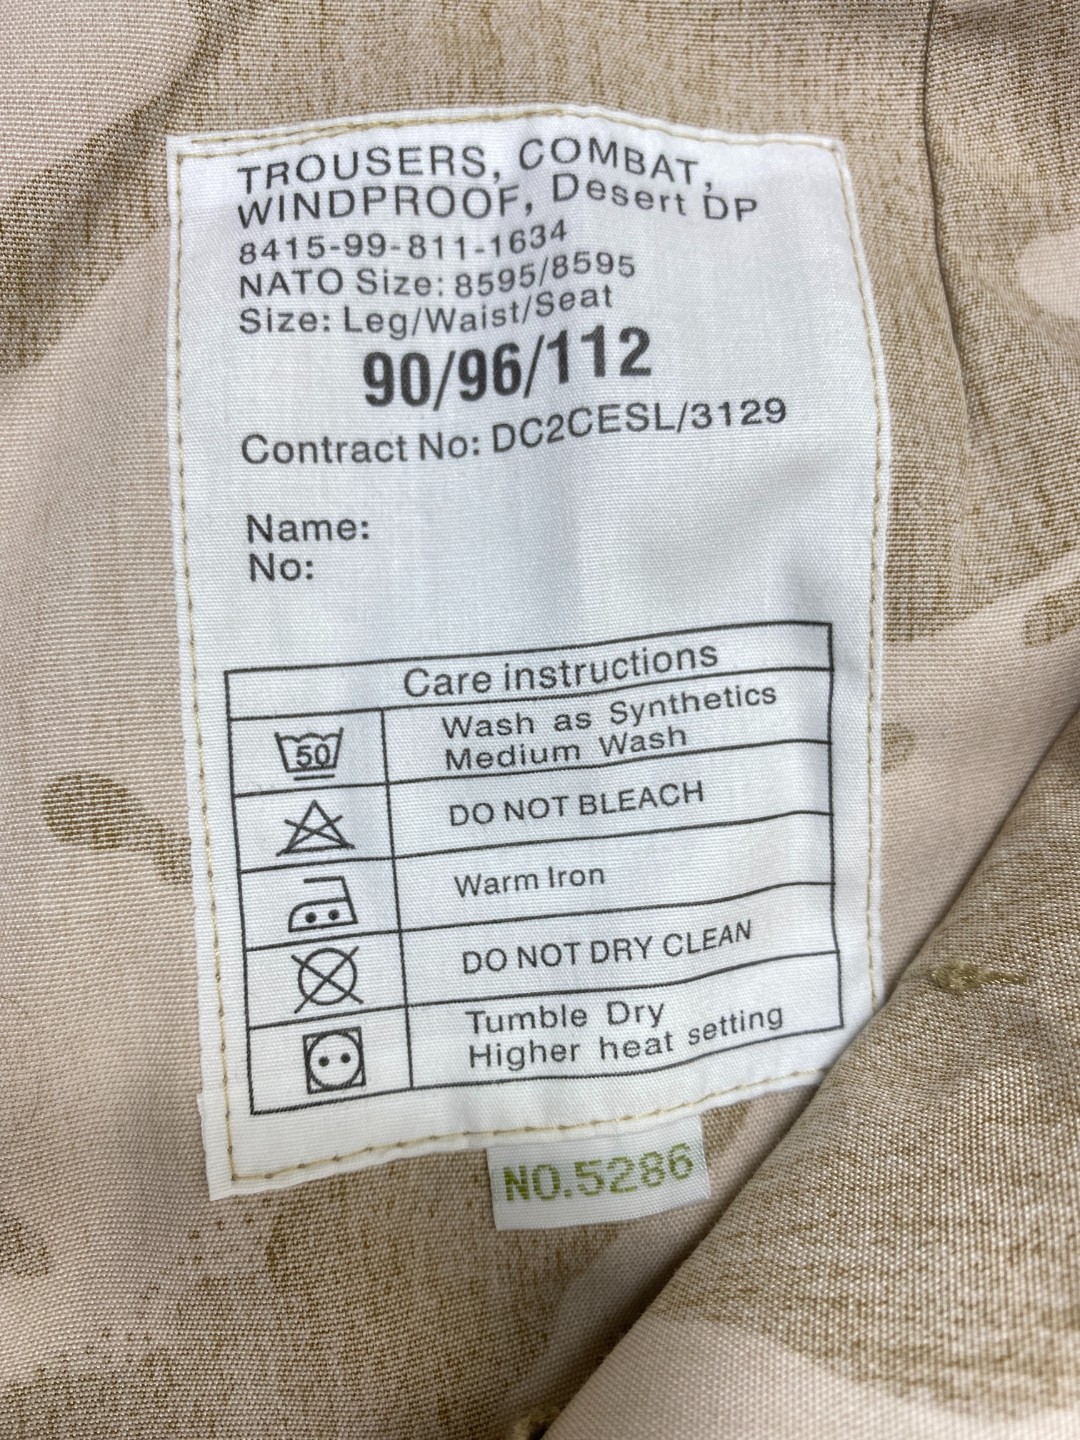 TROUSERS, COMBAT,
WINDPROOF, Desert DP
8415-99-811-1634
NATO Size: 8595/8595
Size: Leg/Waist/Seat
90/96/112
Contract No: DC2CESL/3129
Name:
No:
Care instructions
50
Wash as Synthetics
Medium Wash
DO NOT BLEACH
Warm Iron
DO NOT DRY CLEAN
Tumble Dry
Higher heat setting
NO.5286